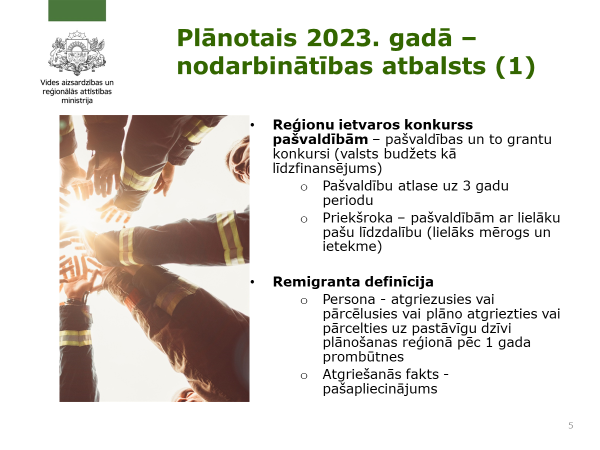 Vides aizsardzības un
reģionālās attīstības
ministrija
Plānotais 2023. gadā –
nodarbinātības atbalsts (1)
• Reģionu ietvaros konkurss
pašvaldībām – pašvaldības un to grantu
konkursi (valsts budžets kā
līdzfinansējums)
o Pašvaldību atlase uz 3 gadu
periodu
o Priekšroka – pašvaldībām ar lielāku
pašu līdzdalību (lielāks mērogs un
ietekme)
• Remigranta definīcija
o Persona - atgriezusies vai
pārcēlusies vai plāno atgriezties vai
pārcelties uz pastāvīgu dzīvi
plānošanas reģionā pēc 1 gada
prombūtnes
o Atgriešanās fakts -
pašapliecinājums
5